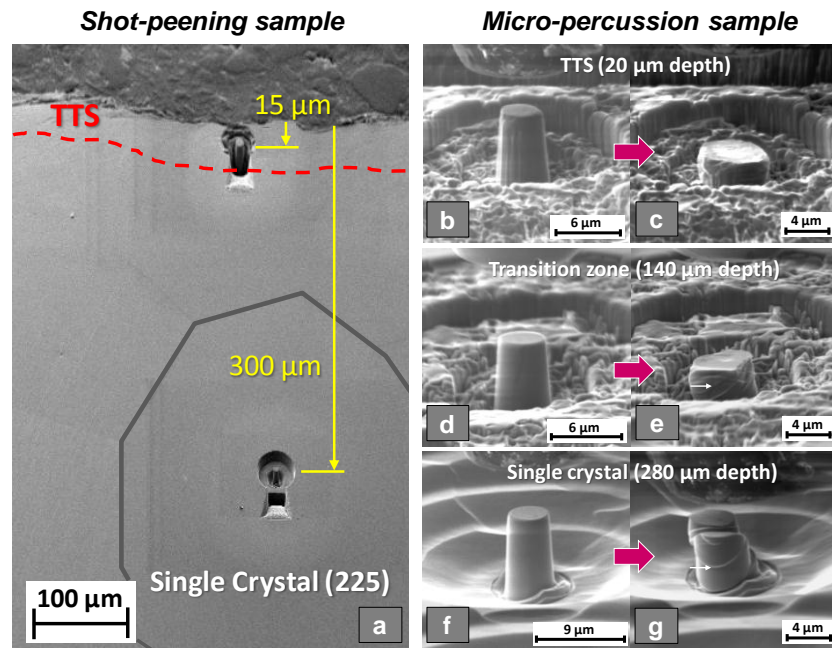 Shot-peening sample
Micro-percussion sample
TTS
15 µm
300 µm
Single Crystal (225)
100 µm
a
TTS (20 µm depth)
b
6 µm
c
4 µm
Transition zone (140 µm depth)
d
6 µm
e
4 µm
Single crystal (280 µm depth)
f
9 µm
g
4 µm